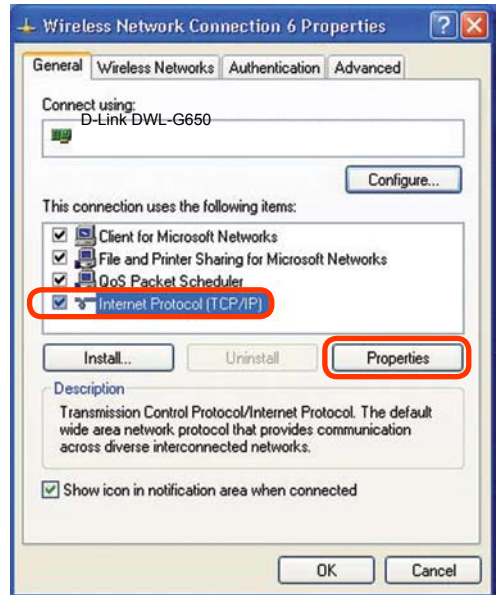 Wireless Network Connection 6 Properties
General Wireless Networks Authentication Advanced
Connect using:
D-Link DWL-G650
Configure...
This connection uses the following items:
Client for Microsoft Networks
File and Printer Sharing for Microsoft Networks
QoS Packet Scheduler
Internet Protocol (TCP/IP)
Install... Uninstall Properties
Description
Transmission Control Protocol/Internet Protocol. The default
wide area network protocol that provides communication
across diverse interconnected networks.
Show icon in notification area when connected
OK Cancel